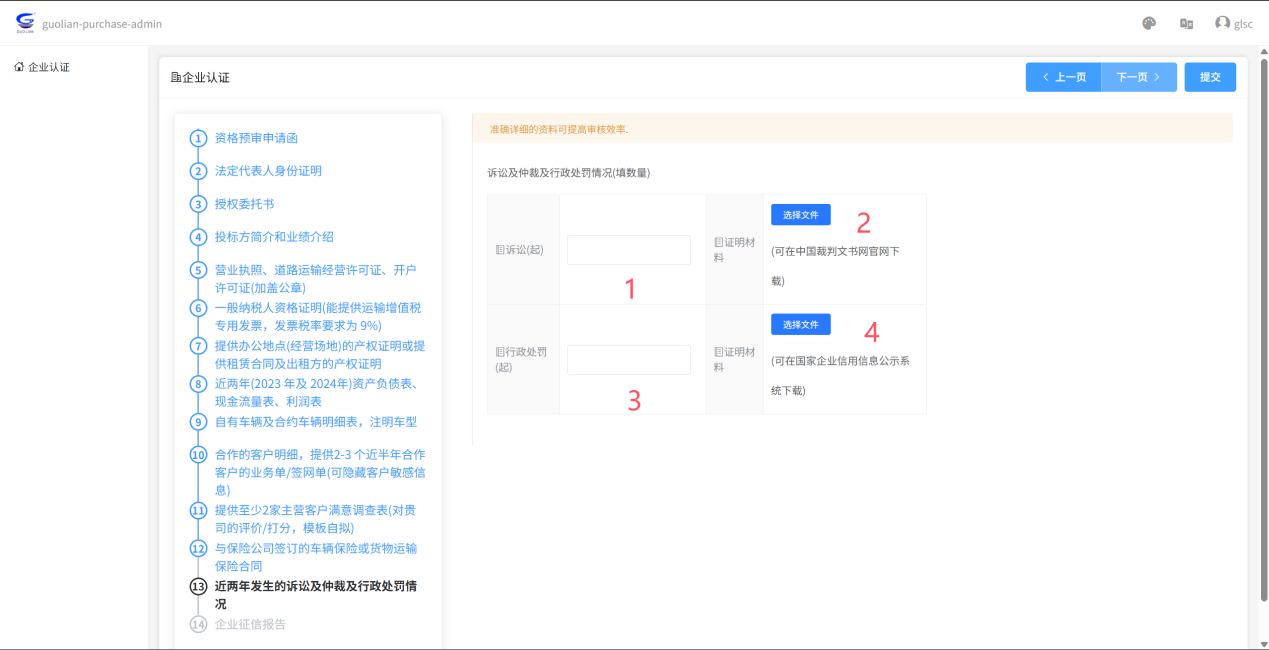 guolian-purchase-admin
glsc
企业认证
企业认证
上一页
下一页
提交
1 资格预审申请函
2 法定代表人身份证明
3 授权委托书
4 投标方简介和业绩介绍
5 营业执照、道路运输经营许可证、开户
许可证(加盖公章)
6 一般纳税人资格证明(能提供运输增值税
专用发票，发票税率要求为 9%)
7 提供办公地点(经营场地)的产权证明或提
供租赁合同及出租方的产权证明
8 近两年(2023 年及 2024年)资产负债表、
现金流量表、利润表
9 自有车辆及合约车辆明细表，注明车型
10 合作的客户明细，提供2-3 个近半年合作
客户的业务单/签网单(可隐藏客户敏感信
息)
11 提供至少2家主营客户满意调查表(对贵
司的评价/打分，模板自拟)
12 与保险公司签订的车辆保险或货物运输
保险合同
13 近两年发生的诉讼及仲裁及行政处罚情
况
14 企业征信报告
准确详细的资料可提高审核效率.
诉讼及仲裁及行政处罚情况(填数量)
诉讼(起)
1
证明材
料
选择文件
2
(可在中国裁判文书网官网下
载)
行政处罚
(起)
3
证明材
料
选择文件
4
(可在国家企业信用信息公示系
统下载)